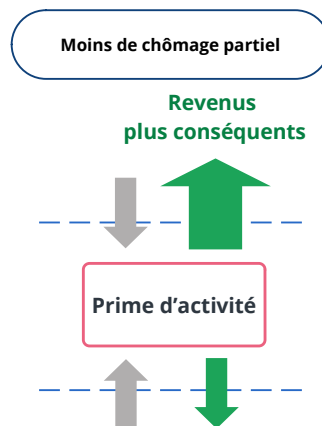 Moins de chômage partiel
Revenus
plus conséquents
Prime d’activité